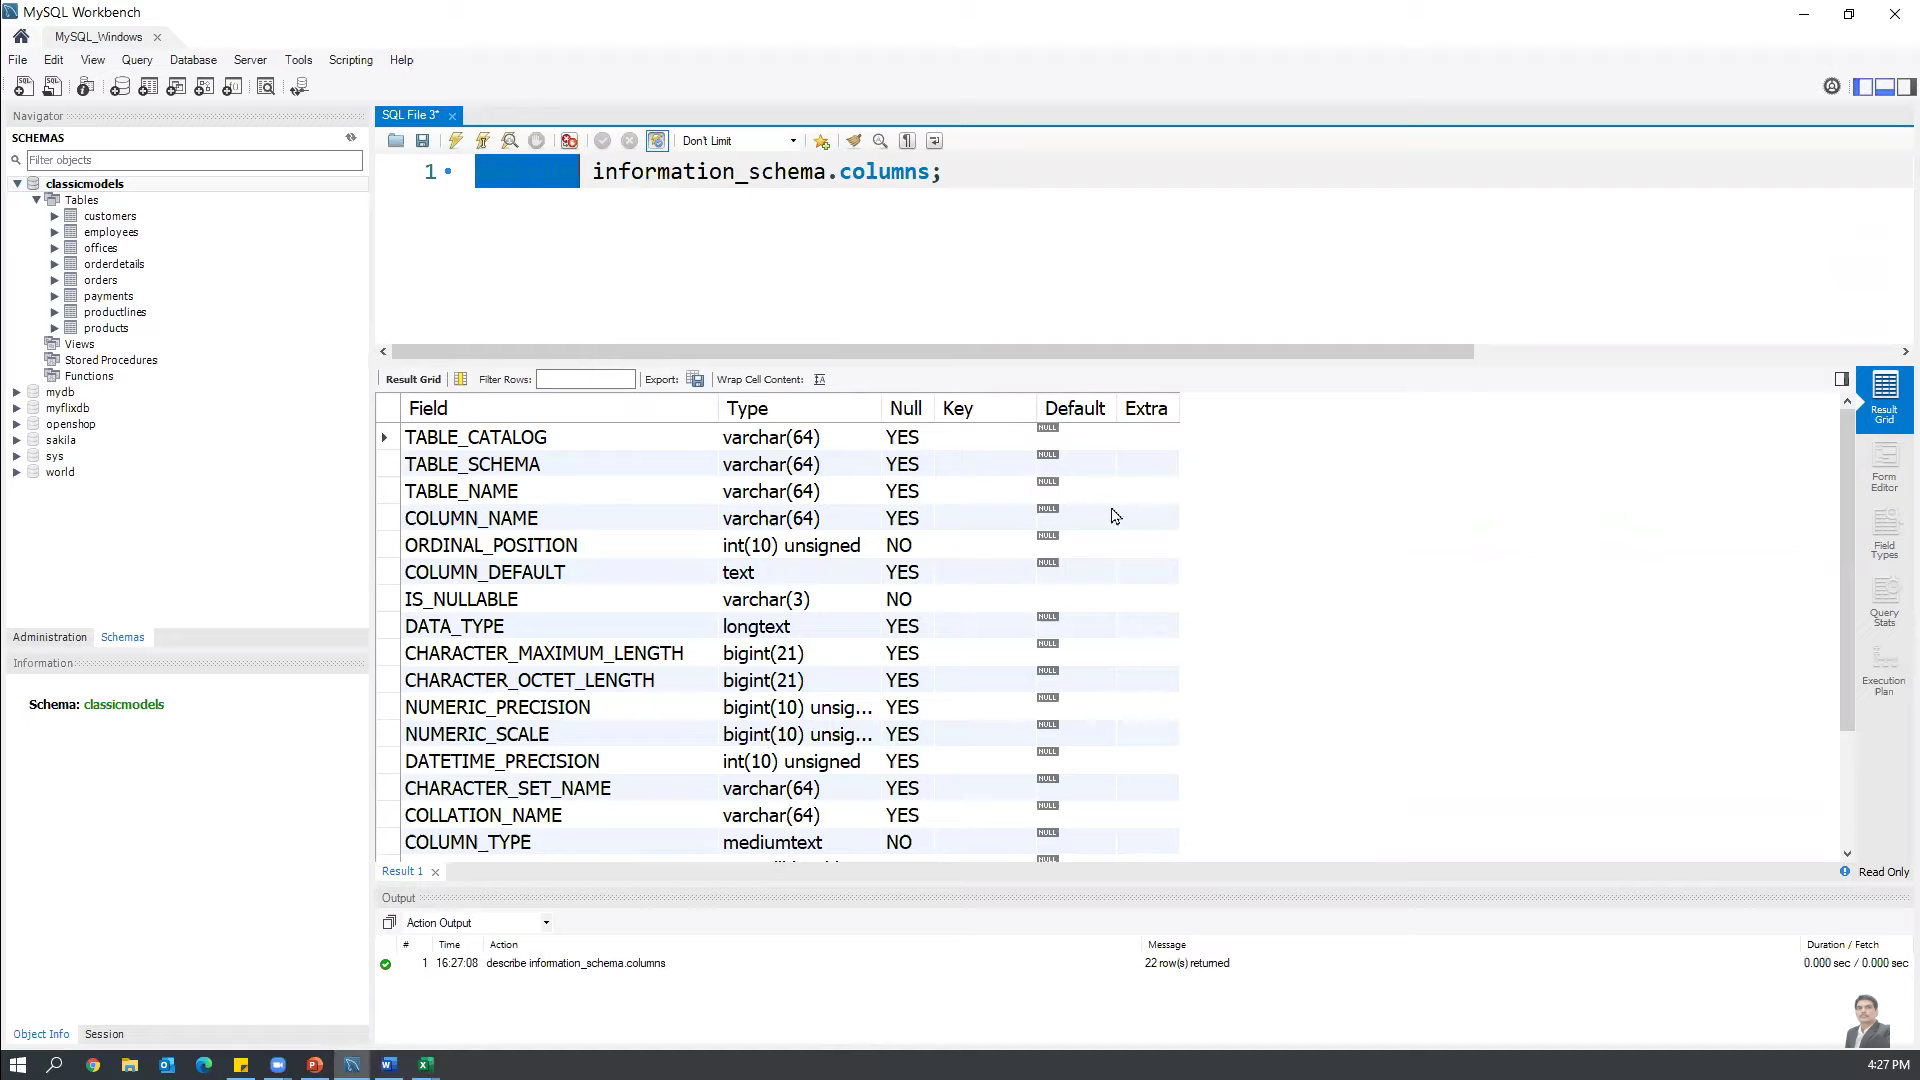 MySQL Workbench
MySQL_Windows
File Edit View Query Database Server Tools Scripting Help
Navigator
SCHEMAS
Filter objects
classicmodels
Tables
customers
employees
offices
orderdetails
orders
payments
productlines
products
Views
Stored Procedures
Functions
mydb
myflixdb
openshop
sakila
sys
world
Administration Schemas
Information
Schema: classicmodels
Object Info Session
SQL File 3*
Don't Limit
1 information_schema.columns;
Result Grid Filter Rows: Export: Wrap Cell Content:
Field Type Null Key Default Extra
TABLE_CATALOG varchar(64) YES NULL
TABLE_SCHEMA varchar(64) YES NULL
TABLE_NAME varchar(64) YES NULL
COLUMN_NAME varchar(64) YES NULL
ORDINAL_POSITION int(10) unsigned NO NULL
COLUMN_DEFAULT text YES NULL
IS_NULLABLE varchar(3) NO
DATA_TYPE longtext YES NULL
CHARACTER_MAXIMUM_LENGTH bigint(21) YES NULL
CHARACTER_OCTET_LENGTH bigint(21) YES NULL
NUMERIC_PRECISION bigint(10) unsig... YES NULL
NUMERIC_SCALE bigint(10) unsig... YES NULL
DATETIME_PRECISION int(10) unsigned YES NULL
CHARACTER_SET_NAME varchar(64) YES NULL
COLLATION_NAME varchar(64) YES NULL
COLUMN_TYPE mediumtext NO NULL
NULL
Result Grid
Form Editor
Field Types
Query Stats
Execution Plan
Result 1
Read Only
Output
Action Output
# Time Action Message Duration / Fetch
1 16:27:08 describe information_schema.columns 22 row(s) returned 0.000 sec / 0.000 sec
4:27 PM